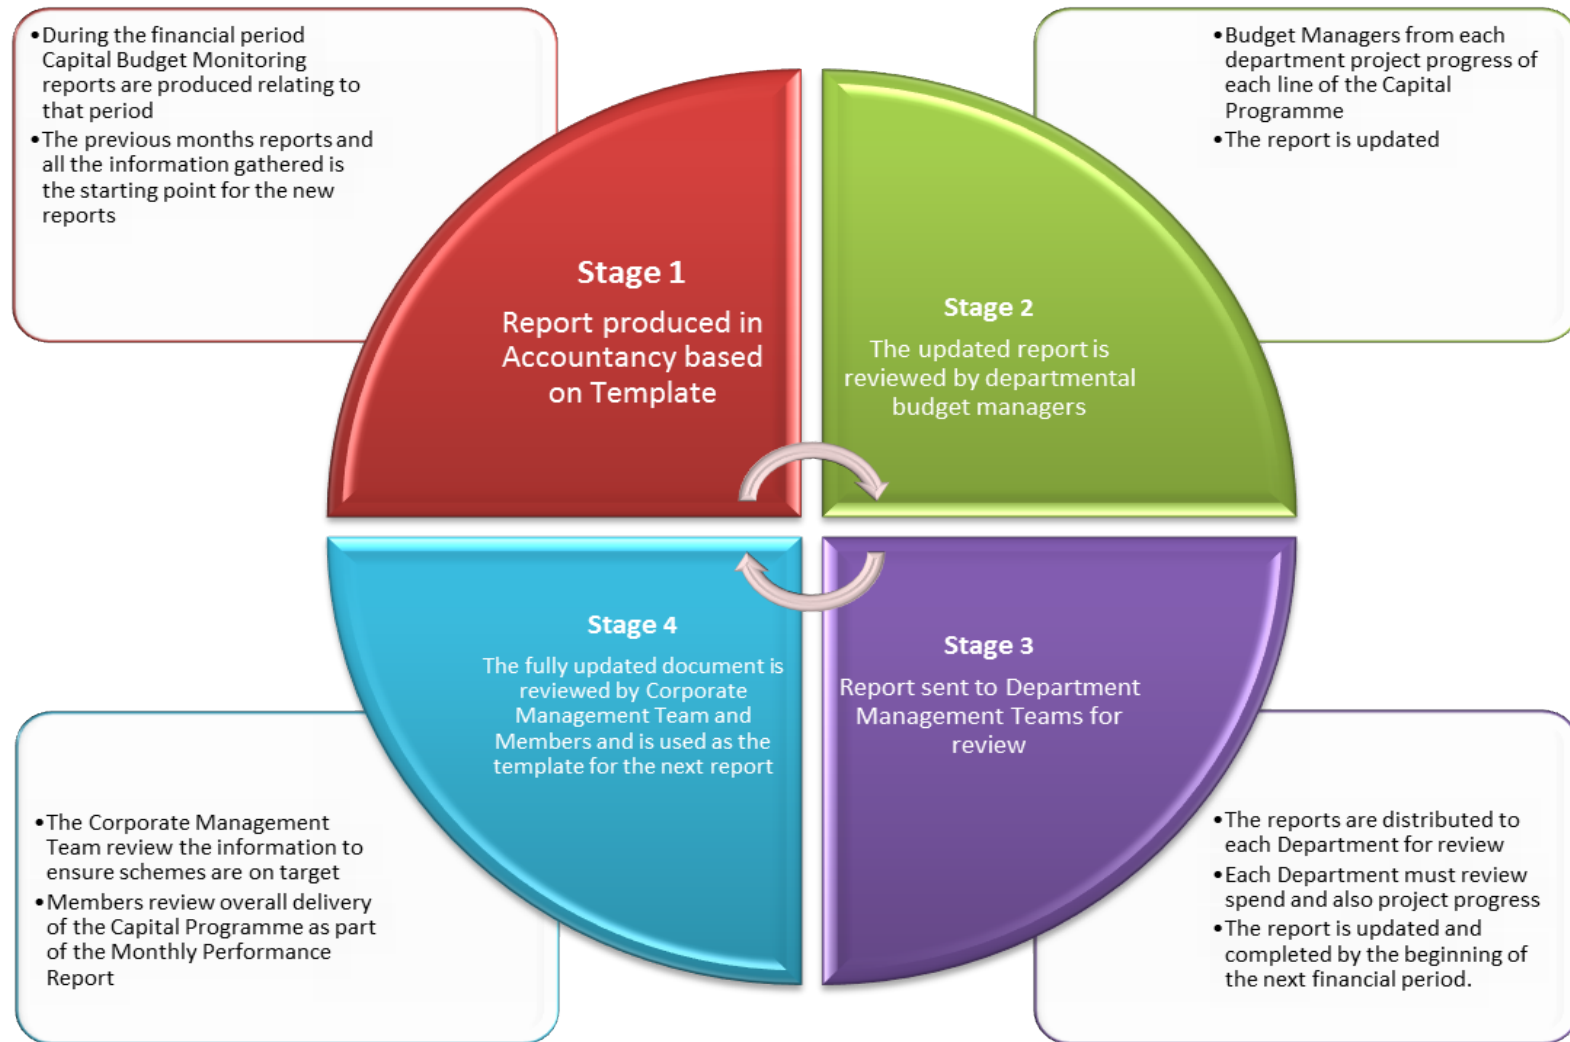 •During the financial period
Capital Budget Monitoring
reports are produced relating to
that period
•The previous months reports and
all the information gathered is
the starting point for the new
reports
Stage 1
Report produced in
Accountancy based
on Template
•Budget Managers from each
department project progress of
each line of the Capital
Programme
•The report is updated
Stage 2
The updated report is
reviewed by departmental
budget managers
Stage 3
Report sent to Department
Management Teams for
review
•The reports are distributed to
each Department for review
•Each Department must review
spend and also project progress
•The report is updated and
completed by the beginning of
the next financial period.
Stage 4
The fully updated document is
reviewed by Corporate
Management Team and
Members and is used as the
template for the next report
•The Corporate Management
Team review the information to
ensure schemes are on target
•Members review overall delivery
of the Capital Programme as part
of the Monthly Performance
Report